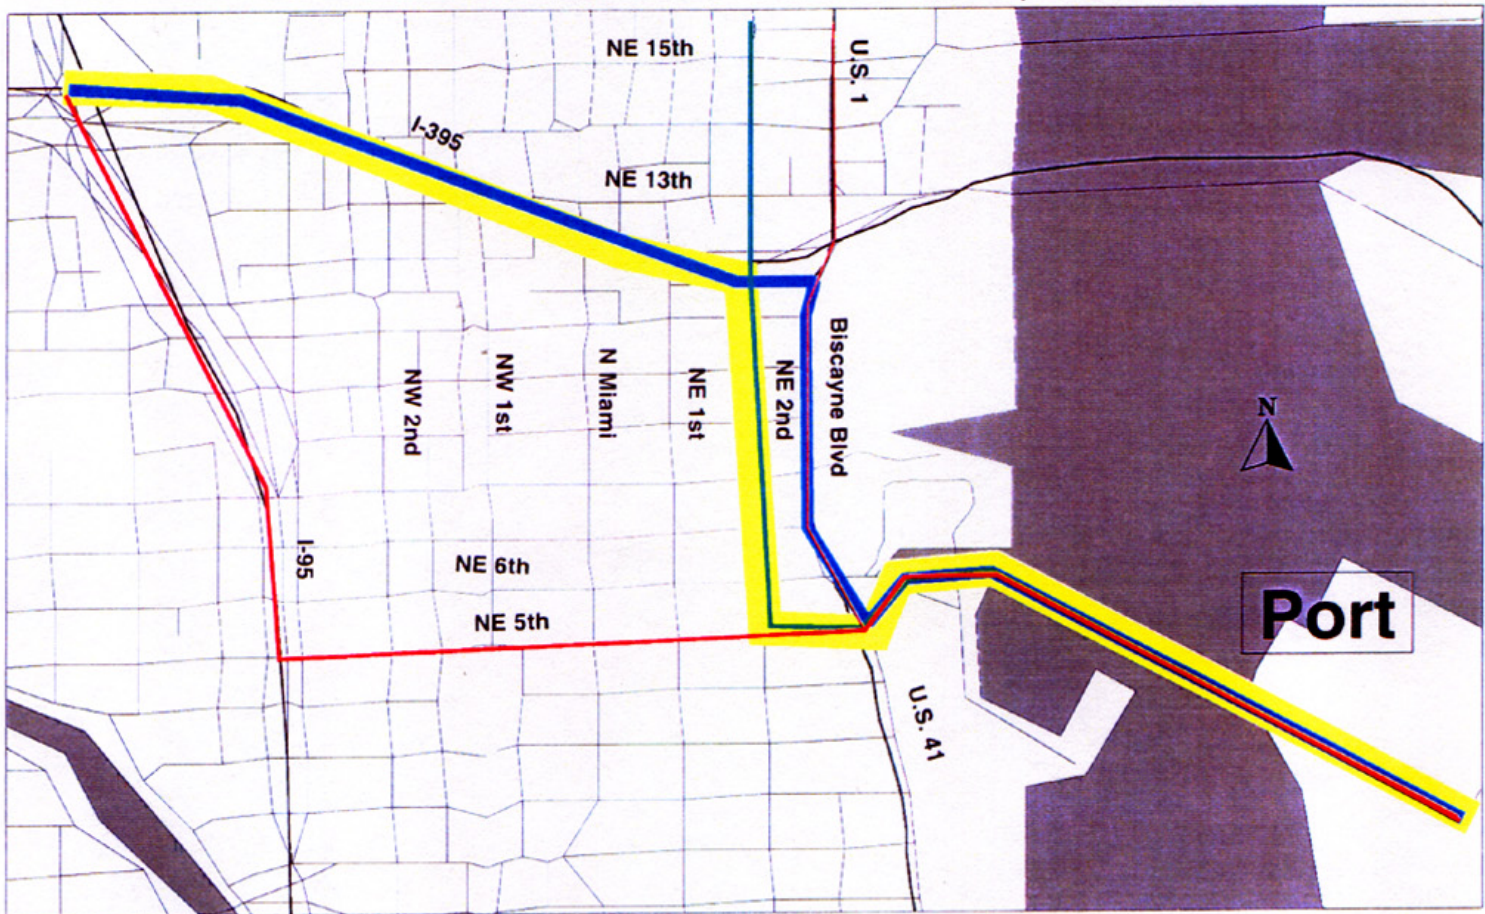 NE 15th
U.S. 1
I-395
NE 13th
Biscayne Blvd
NE 2nd
NE 1st
N Miami
NW 1st
NW 2nd
N
I-95
NE 6th
NE 5th
Port
U.S. 41